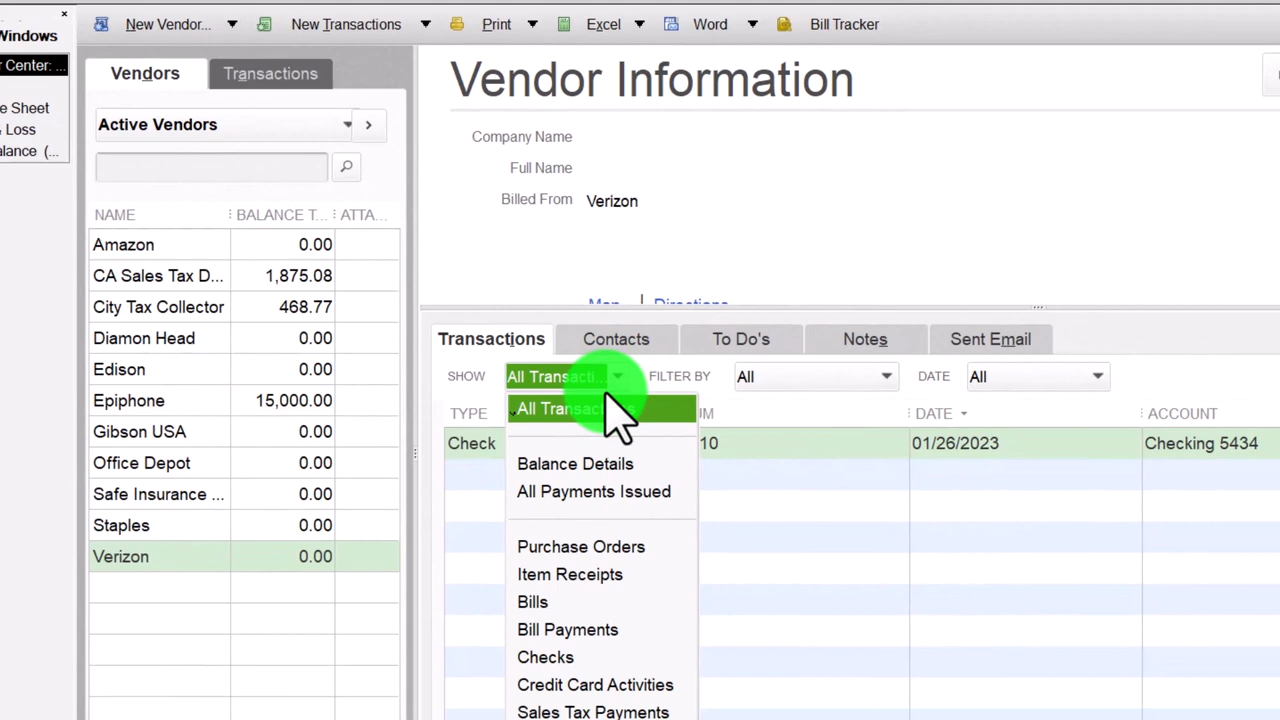 New Vendor... New Transactions Print Excel Word Bill Tracker
Windows
r Center: ...
e Sheet
& Loss
alance (...
Vendors Transactions
Active Vendors
NAME BALANCE T... ATTA...
Amazon 0.00
CA Sales Tax D... 1,875.08
City Tax Collector 468.77
Diamon Head 0.00
Edison 0.00
Epiphone 15,000.00
Gibson USA 0.00
Office Depot 0.00
Safe Insurance ... 0.00
Staples 0.00
Verizon 0.00
Vendor Information
Company Name
Full Name
Billed From Verizon
Map | Directions
Transactions Contacts To Do's Notes Sent Email
SHOW All Transacti... FILTER BY All DATE All
TYPE UM DATE ACCOUNT
Check 10 01/26/2023 Checking 5434
All Transactions
Balance Details
All Payments Issued
Purchase Orders
Item Receipts
Bills
Bill Payments
Checks
Credit Card Activities
Sales Tax Payments